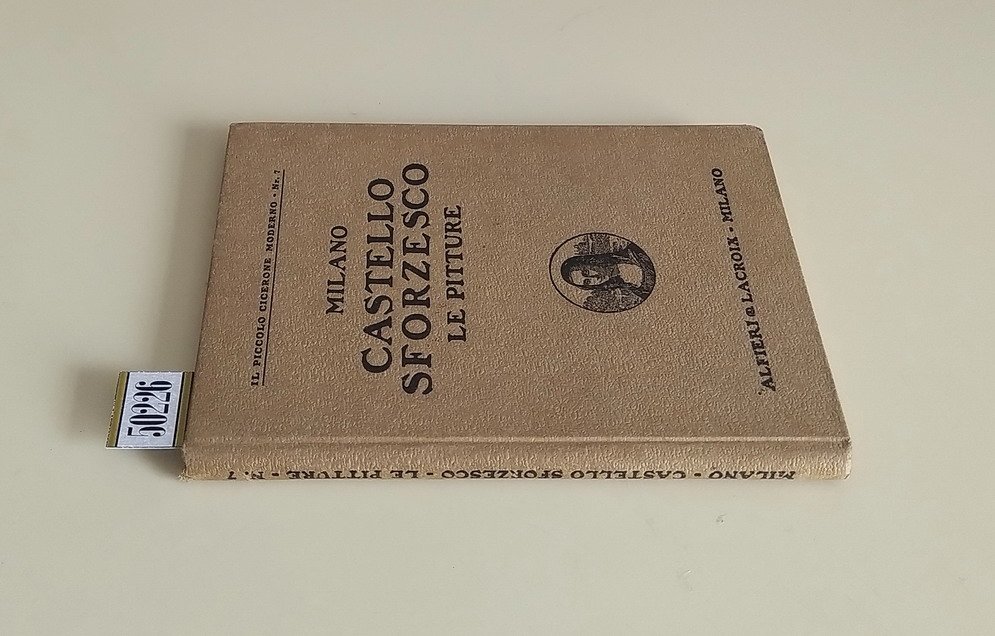 IL PICCOLO CICERONE MODERNO • Nr. 7
MILANO
CASTELLO
SFORZESCO
LE PITTURE
ALFIERI & LACROIX • MILANO
MILANO • CASTELLO SFORZESCO - LE PITTURE • N. 7
50226